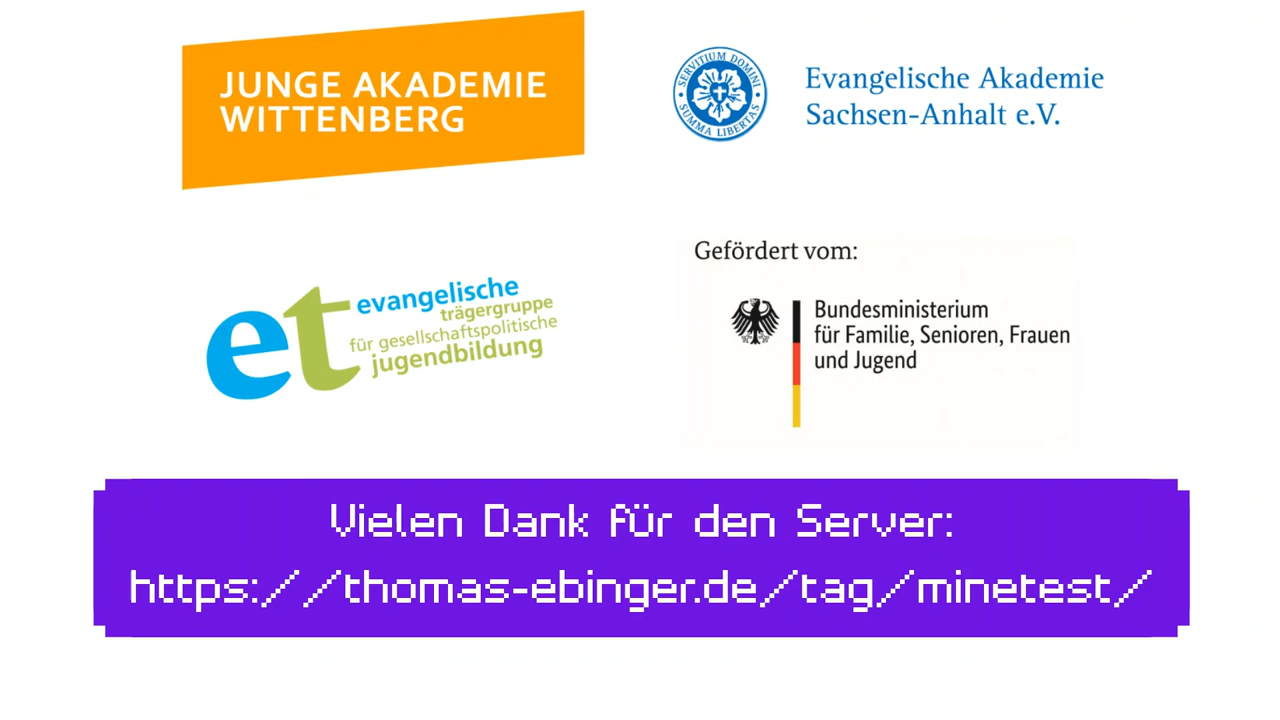 JUNGE AKADEMIE
WITTENBERG
SERVITIUM DOMINI
SUMMA LIBERTAS
Evangelische Akademie
Sachsen-Anhalt e.V.
et
evangelische
trägergruppe
für gesellschaftspolitische
jugendbildung
Gefördert vom:
Bundesministerium
für Familie, Senioren, Frauen
und Jugend
Vielen Dank für den Server:
https://thomas-ebinger.de/tag/minetest/